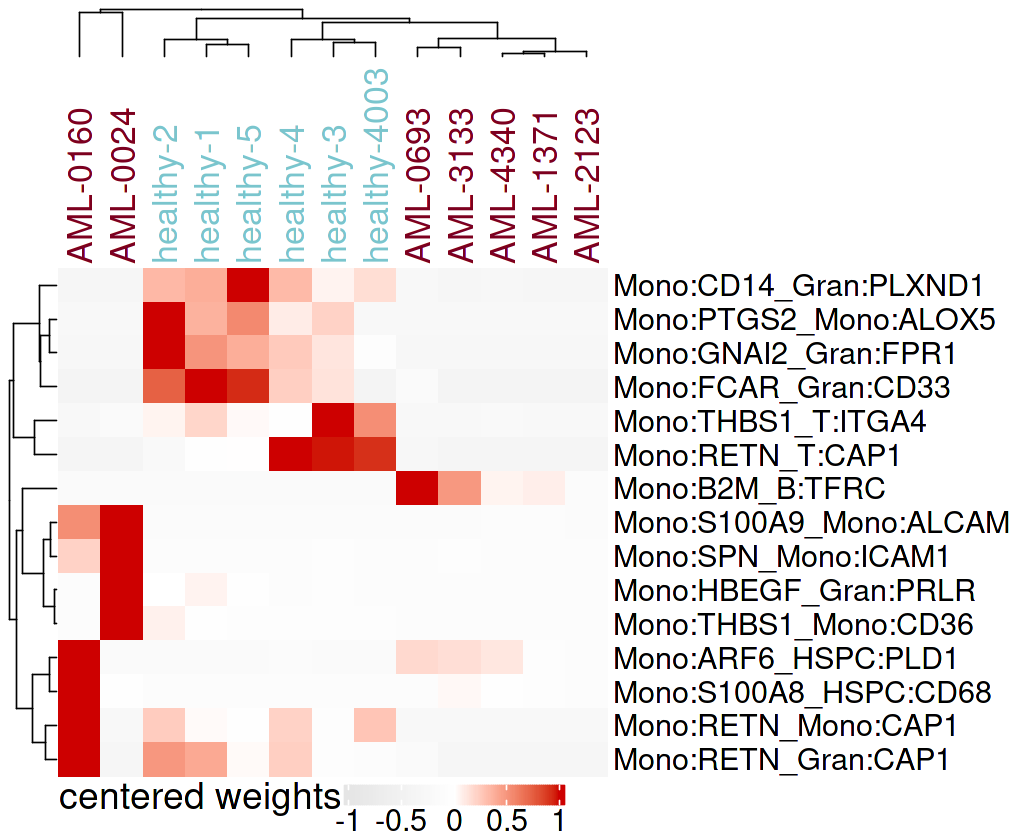 AML-0160
AML-0024
healthy-2
healthy-1
healthy-5
healthy-4
healthy-3
healthy-4003
AML-0693
AML-3133
AML-4340
AML-1371
AML-2123
Mono:CD14_Gran:PLXND1
Mono:PTGS2_Mono:ALOX5
Mono:GNAI2_Gran:FPR1
Mono:FCAR_Gran:CD33
Mono:THBS1_T:ITGA4
Mono:RETN_T:CAP1
Mono:B2M_B:TFRC
Mono:S100A9_Mono:ALCAM
Mono:SPN_Mono:ICAM1
Mono:HBEGF_Gran:PRLR
Mono:THBS1_Mono:CD36
Mono:ARF6_HSPC:PLD1
Mono:S100A8_HSPC:CD68
Mono:RETN_Mono:CAP1
Mono:RETN_Gran:CAP1
centered weights
-1 -0.5 0 0.5 1